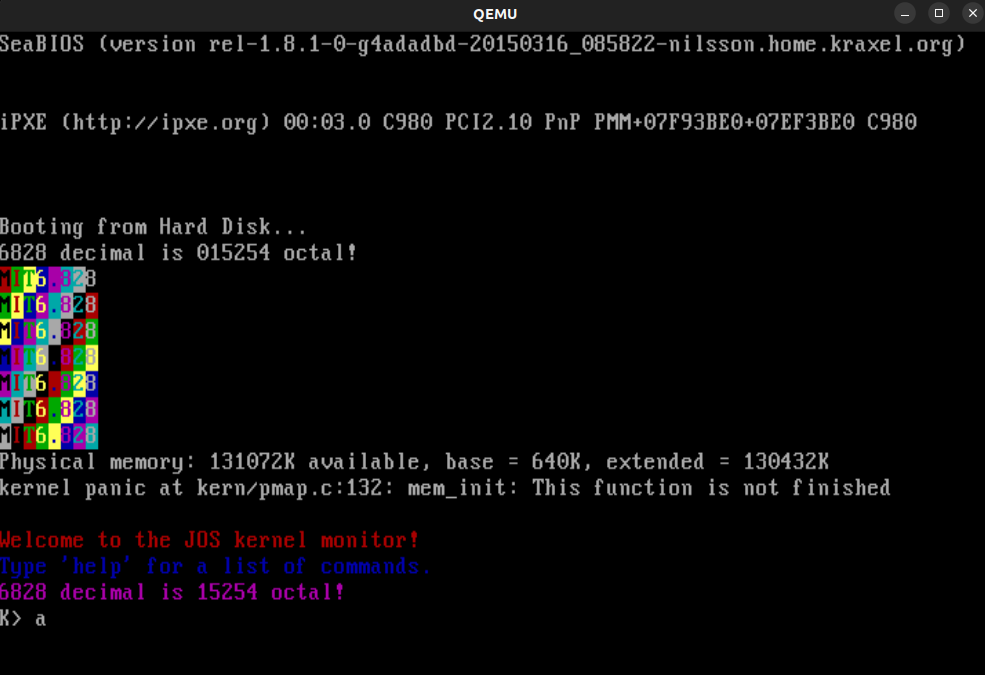 QEMU
SeaBIOS (version rel-1.8.1-0-g4adadbd-20150316_085822-nilsson.home.kraxel.org)
iPXE (http://ipxe.org) 00:03.0 C980 PCI2.10 PnP PMM+07F93BE0+07EF3BE0 C980
Booting from Hard Disk...
6828 decimal is 015254 octal!
MIT6.828
MIT6.828
MIT6.828
MIT6.828
MIT6.828
MIT6.828
MIT6.828
Physical memory: 131072K available, base = 640K, extended = 130432K
kernel panic at kern/pmap.c:132: mem_init: This function is not finished
Welcome to the JOS kernel monitor!
Type 'help' for a list of commands.
6828 decimal is 15254 octal!
K> a